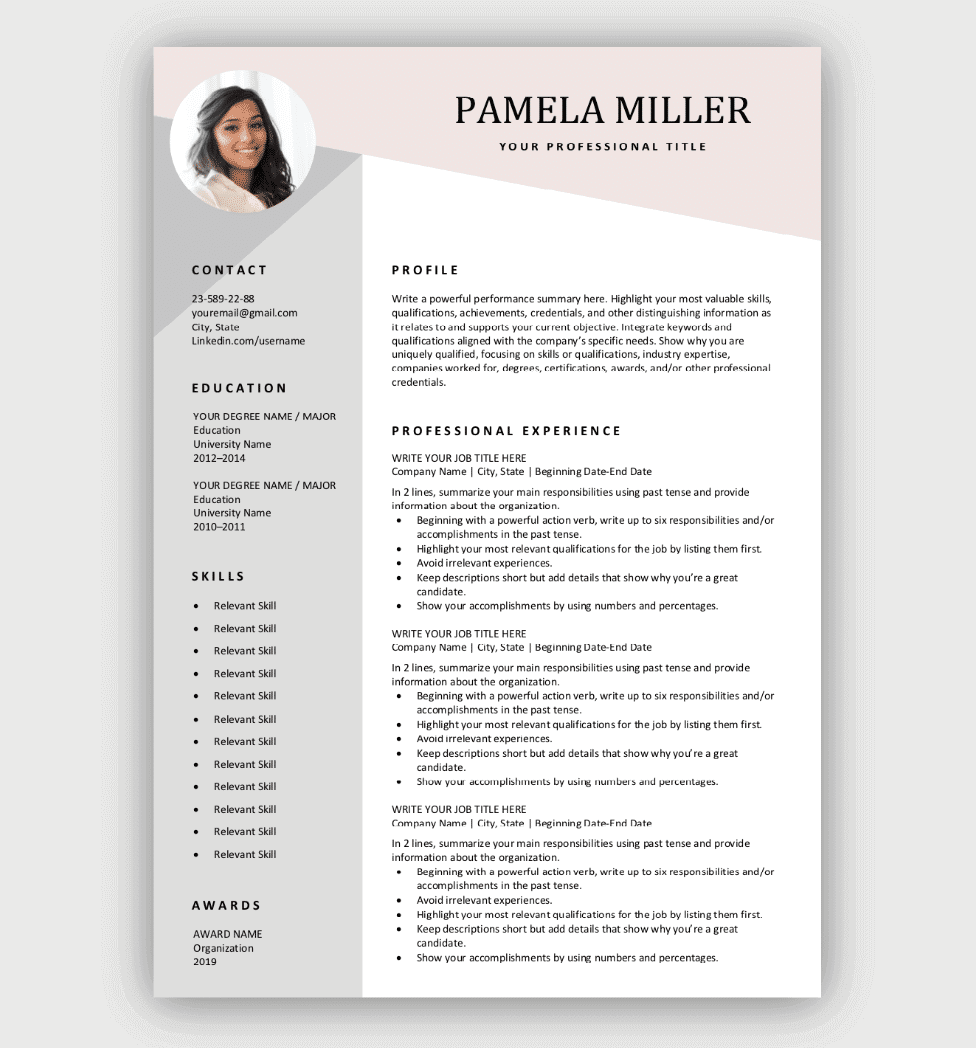 PAMELA MILLER
YOUR PROFESSIONAL TITLE
CONTACT
23-589-22-88
youremail@gmail.com
City, State
Linkedin.com/username
EDUCATION
YOUR DEGREE NAME / MAJOR
Education
University Name
2012–2014
YOUR DEGREE NAME / MAJOR
Education
University Name
2010–2011
SKILLS
• Relevant Skill
• Relevant Skill
• Relevant Skill
• Relevant Skill
• Relevant Skill
• Relevant Skill
• Relevant Skill
• Relevant Skill
• Relevant Skill
• Relevant Skill
• Relevant Skill
• Relevant Skill
AWARDS
AWARD NAME
Organization
2019
PROFILE
Write a powerful performance summary here. Highlight your most valuable skills,
qualifications, achievements, credentials, and other distinguishing information as
it relates to and supports your current objective. Integrate keywords and
qualifications aligned with the company’s specific needs. Show why you are
uniquely qualified, focusing on skills or qualifications, industry expertise,
companies worked for, degrees, certifications, awards, and/or other professional
credentials.
PROFESSIONAL EXPERIENCE
WRITE YOUR JOB TITLE HERE
Company Name | City, State | Beginning Date-End Date
In 2 lines, summarize your main responsibilities using past tense and provide
information about the organization.
• Beginning with a powerful action verb, write up to six responsibilities and/or
accomplishments in the past tense.
• Highlight your most relevant qualifications for the job by listing them first.
• Avoid irrelevant experiences.
• Keep descriptions short but add details that show why you’re a great
candidate.
• Show your accomplishments by using numbers and percentages.
WRITE YOUR JOB TITLE HERE
Company Name | City, State | Beginning Date-End Date
In 2 lines, summarize your main responsibilities using past tense and provide
information about the organization.
• Beginning with a powerful action verb, write up to six responsibilities and/or
accomplishments in the past tense.
• Highlight your most relevant qualifications for the job by listing them first.
• Avoid irrelevant experiences.
• Keep descriptions short but add details that show why you’re a great
candidate.
• Show your accomplishments by using numbers and percentages.
WRITE YOUR JOB TITLE HERE
Company Name | City, State | Beginning Date-End Date
In 2 lines, summarize your main responsibilities using past tense and provide
information about the organization.
• Beginning with a powerful action verb, write up to six responsibilities and/or
accomplishments in the past tense.
• Avoid irrelevant experiences.
• Highlight your most relevant qualifications for the job by listing them first.
• Keep descriptions short but add details that show why you’re a great
candidate.
• Show your accomplishments by using numbers and percentages.